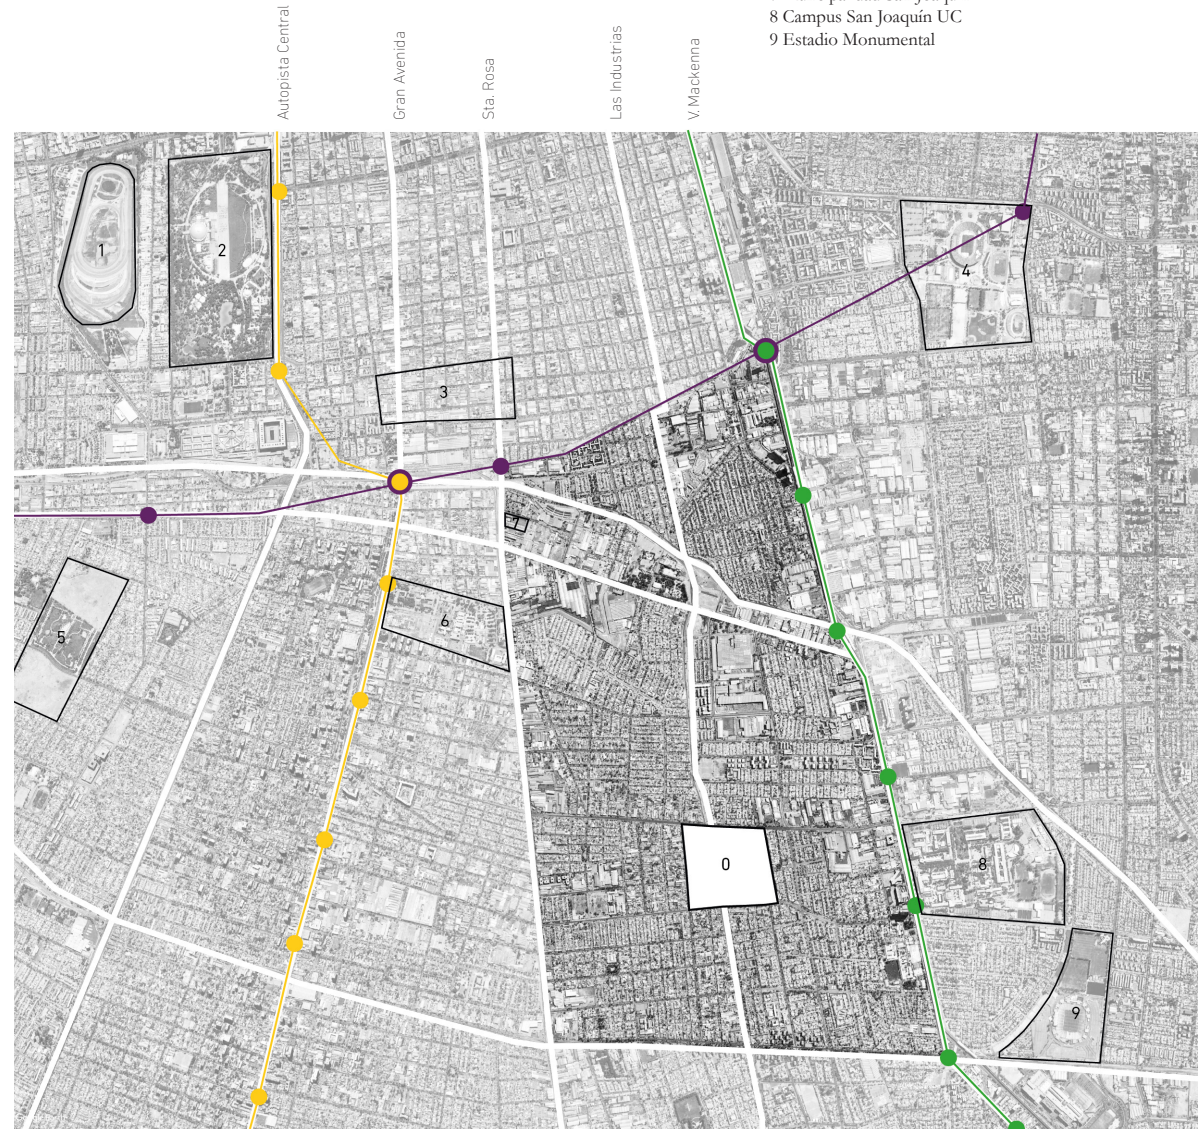 8 Campus San Joaquín UC
9 Estadio Monumental
Autopista Central
Gran Avenida
Sta. Rosa
Las Industrias
V. Mackenna
1
2
3
4
5
6
7
0
8
9